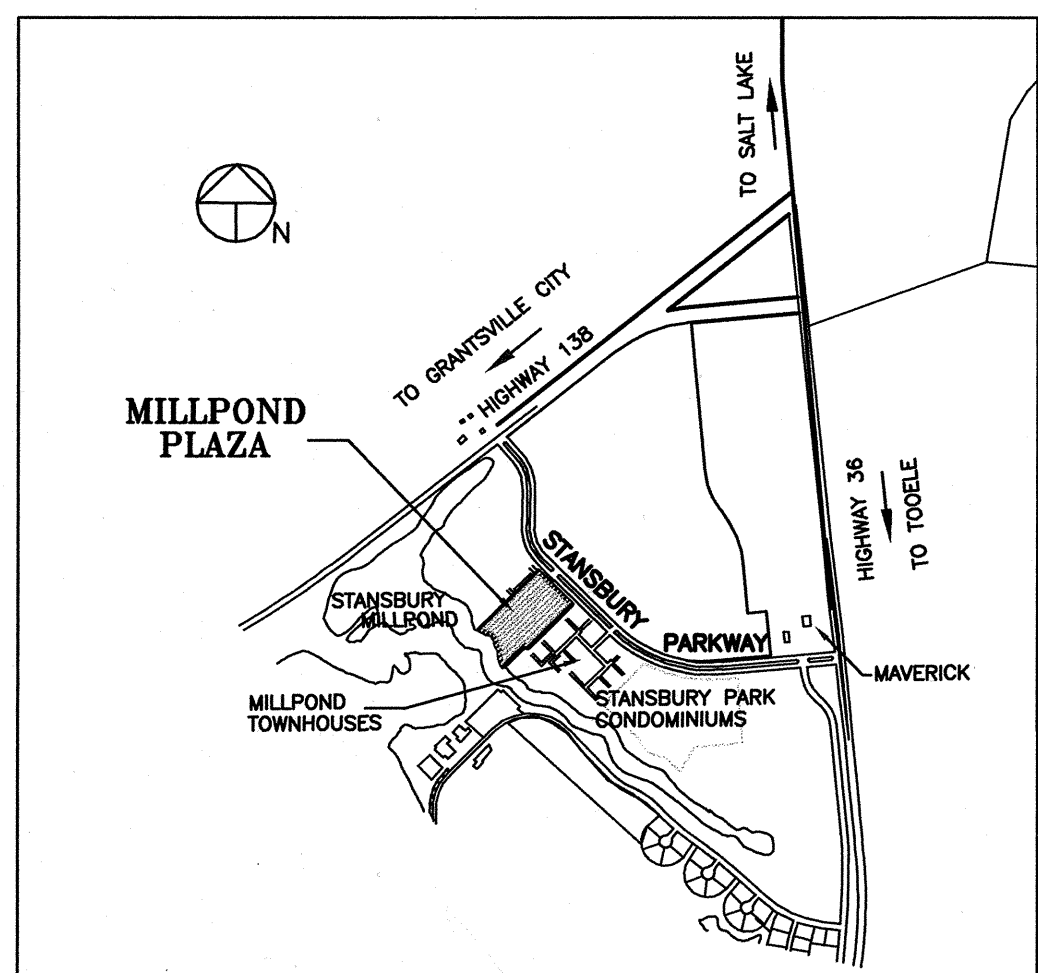 TO SALT LAKE
N
TO GRANTSVILLE CITY
HIGHWAY 138
MILLPOND
PLAZA
HIGHWAY 36
TO TOOELE
STANSBURY
PARKWAY
STANSBURY
MILLPOND
MAVERICK
MILLPOND
TOWNHOUSES
STANSBURY PARK
CONDOMINIUMS